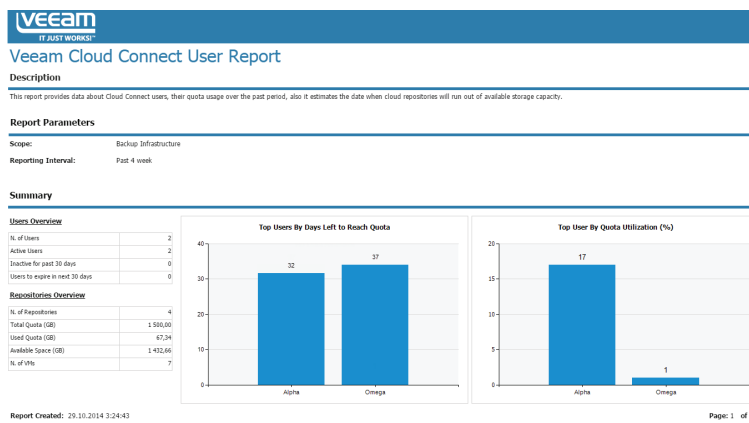 veeam
IT JUST WORKS!™
Veeam Cloud Connect User Report
Description
This report provides data about Cloud Connect users, their quota usage over the past period, also it estimates the date when cloud repositories will run out of available storage capacity.
Report Parameters
Scope: Backup Infrastructure
Reporting Interval: Past 4 week
Summary
Users Overview
N. of Users 2
Active Users 2
Inactive for past 30 days 0
Users to expire in next 30 days 0
Repositories Overview
N. of Repositories 4
Total Quota (GB) 1 500,00
Used Quota (GB) 67,34
Available Space (GB) 1 432,66
N. of VMs 7
Top Users By Days Left to Reach Quota
40
30
20
10
0
32
37
Alpha Omega
Top User By Quota Utilization (%)
20
15
10
5
0
17
1
Alpha Omega
Report Created: 29.10.2014 3:24:43
Page: 1 of